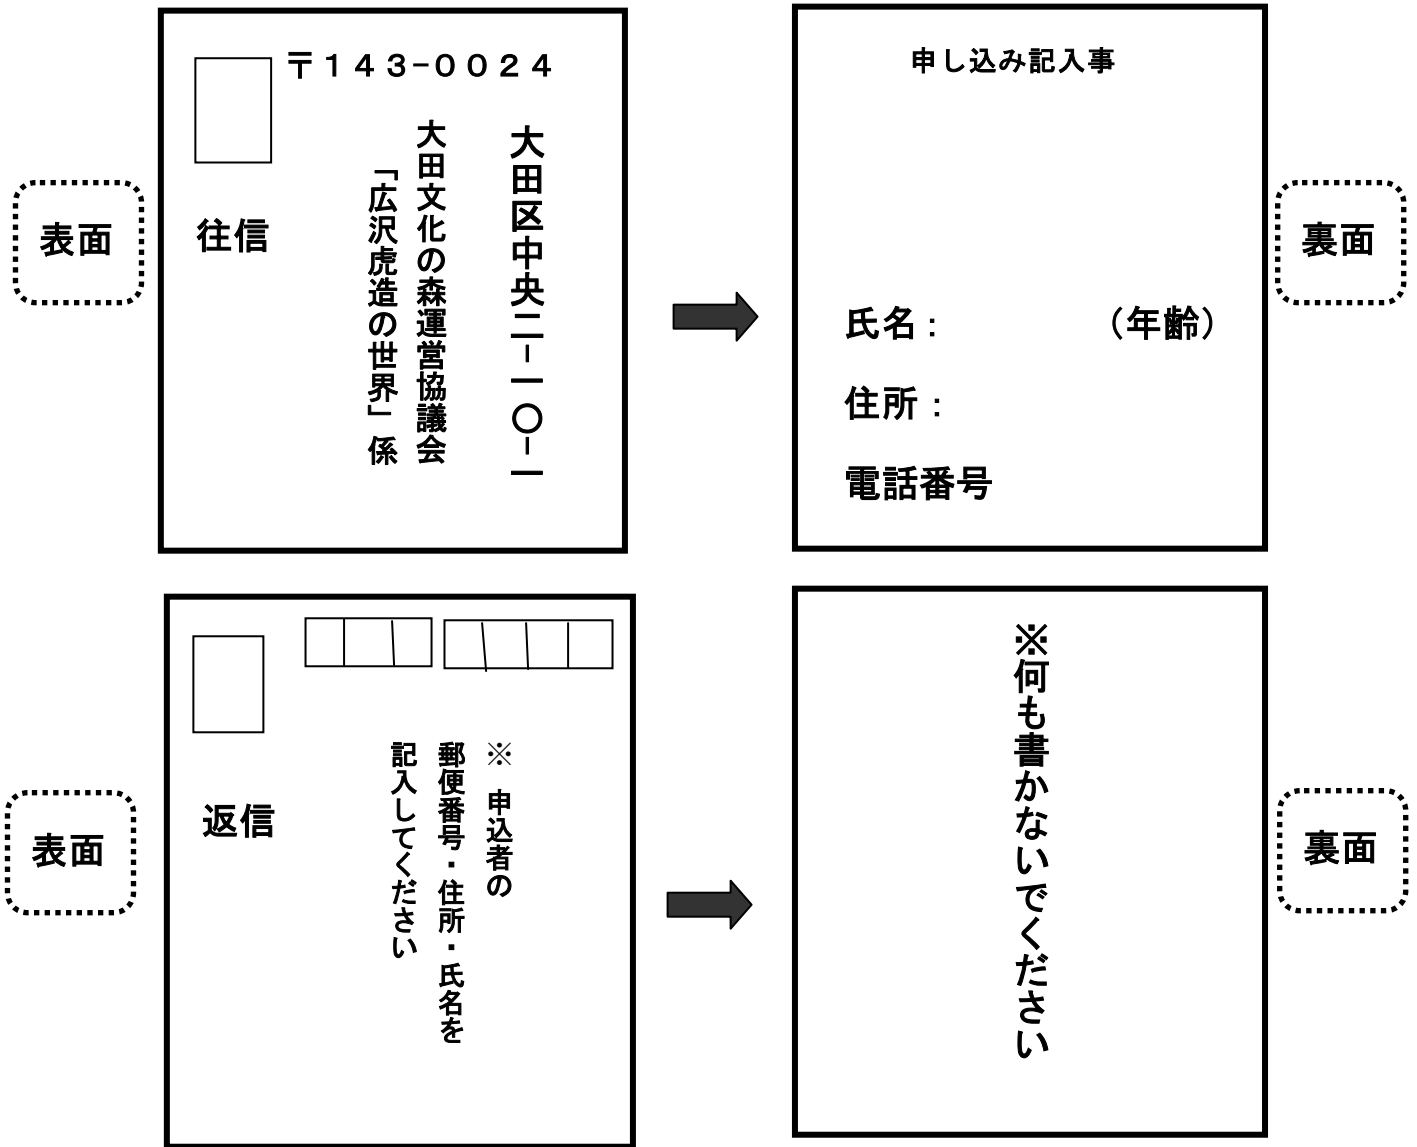 表面
〒143-0024
大田区中央二-一〇-一
大田文化の森運営協議会
「広沢虎造の世界」係
往信
申し込み記入事
氏名：　　　　（年齢）
住所：
電話番号
裏面
表面
返信
※ 申込者の
郵便番号・住所・氏名を
記入してください
※何も書かないでください
裏面